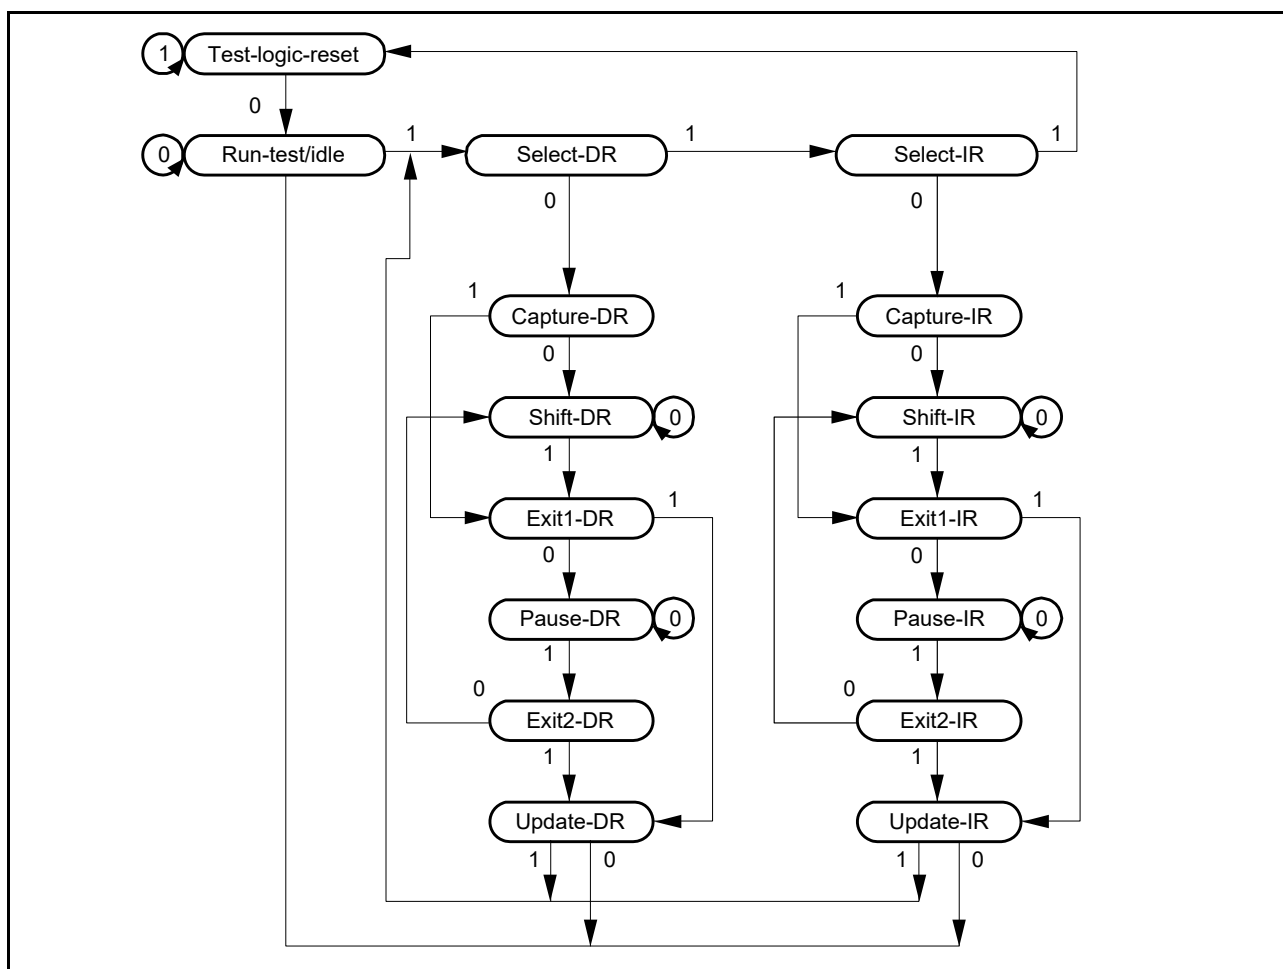 1 Test-logic-reset
0
0 Run-test/idle 1 Select-DR 1 Select-IR 1
0 0
1 1
Capture-DR Capture-IR
0 0
Shift-DR 0 Shift-IR 0
1 1
Exit1-DR 1 Exit1-IR 1
0 0
Pause-DR 0 Pause-IR 0
1 1
0 0
Exit2-DR Exit2-IR
1 1
Update-DR Update-IR
1 0 1 0